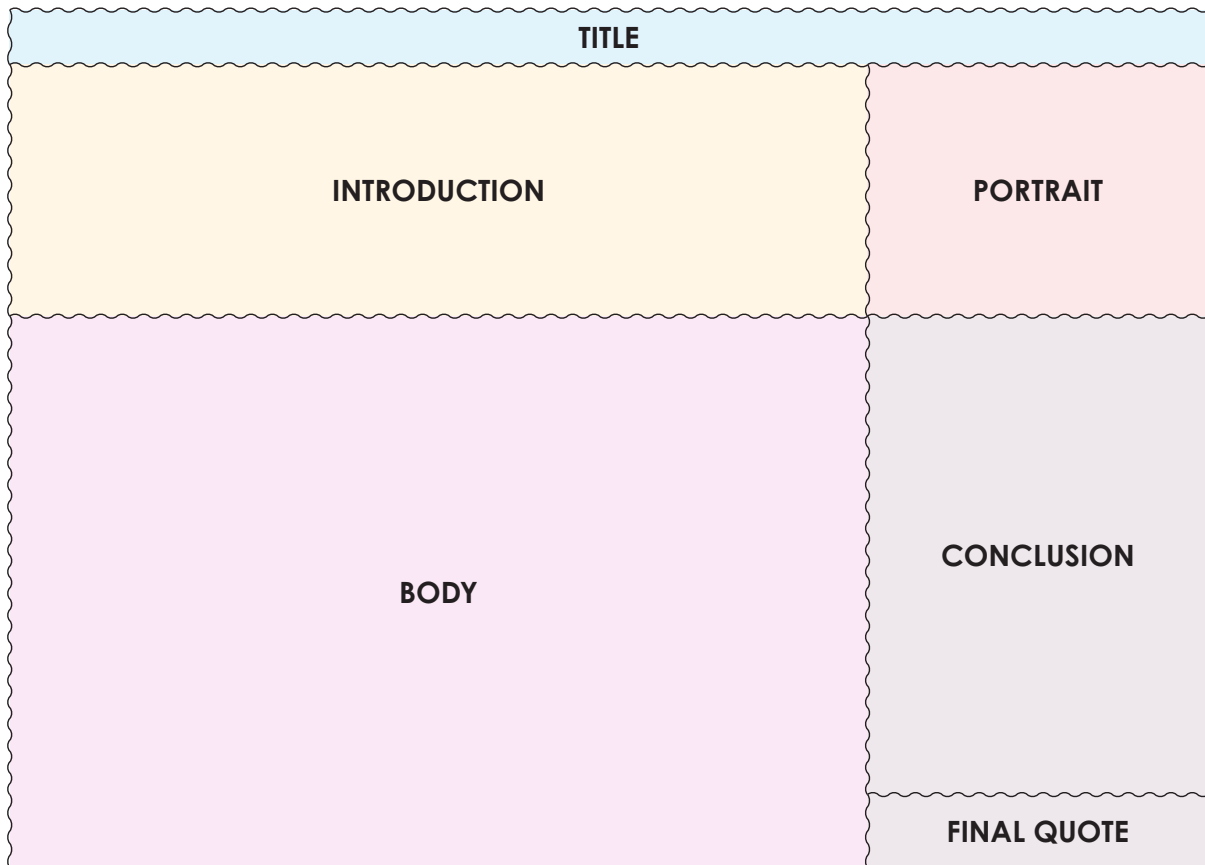 TITLE
INTRODUCTION
PORTRAIT
BODY
CONCLUSION
FINAL QUOTE